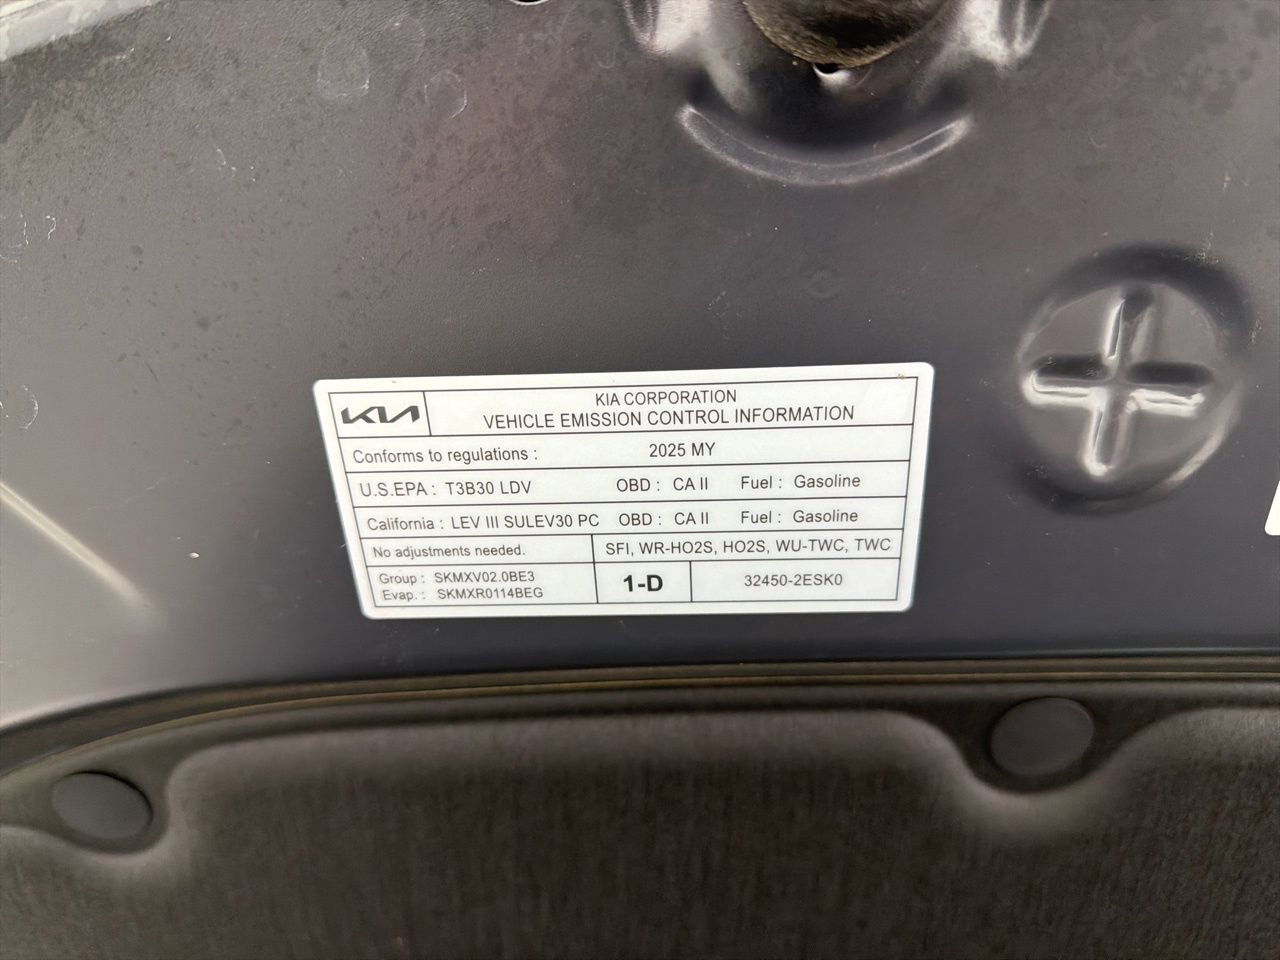 KIA
KIA CORPORATION
VEHICLE EMISSION CONTROL INFORMATION
Conforms to regulations : 2025 MY
U.S.EPA : T3B30 LDV OBD : CA II Fuel : Gasoline
California : LEV III SULEV30 PC OBD : CA II Fuel : Gasoline
No adjustments needed. SFI, WR-HO2S, HO2S, WU-TWC, TWC
Group : SKMXV02.0BE3
Evap. : SKMXR0114BEG
1-D
32450-2ESK0